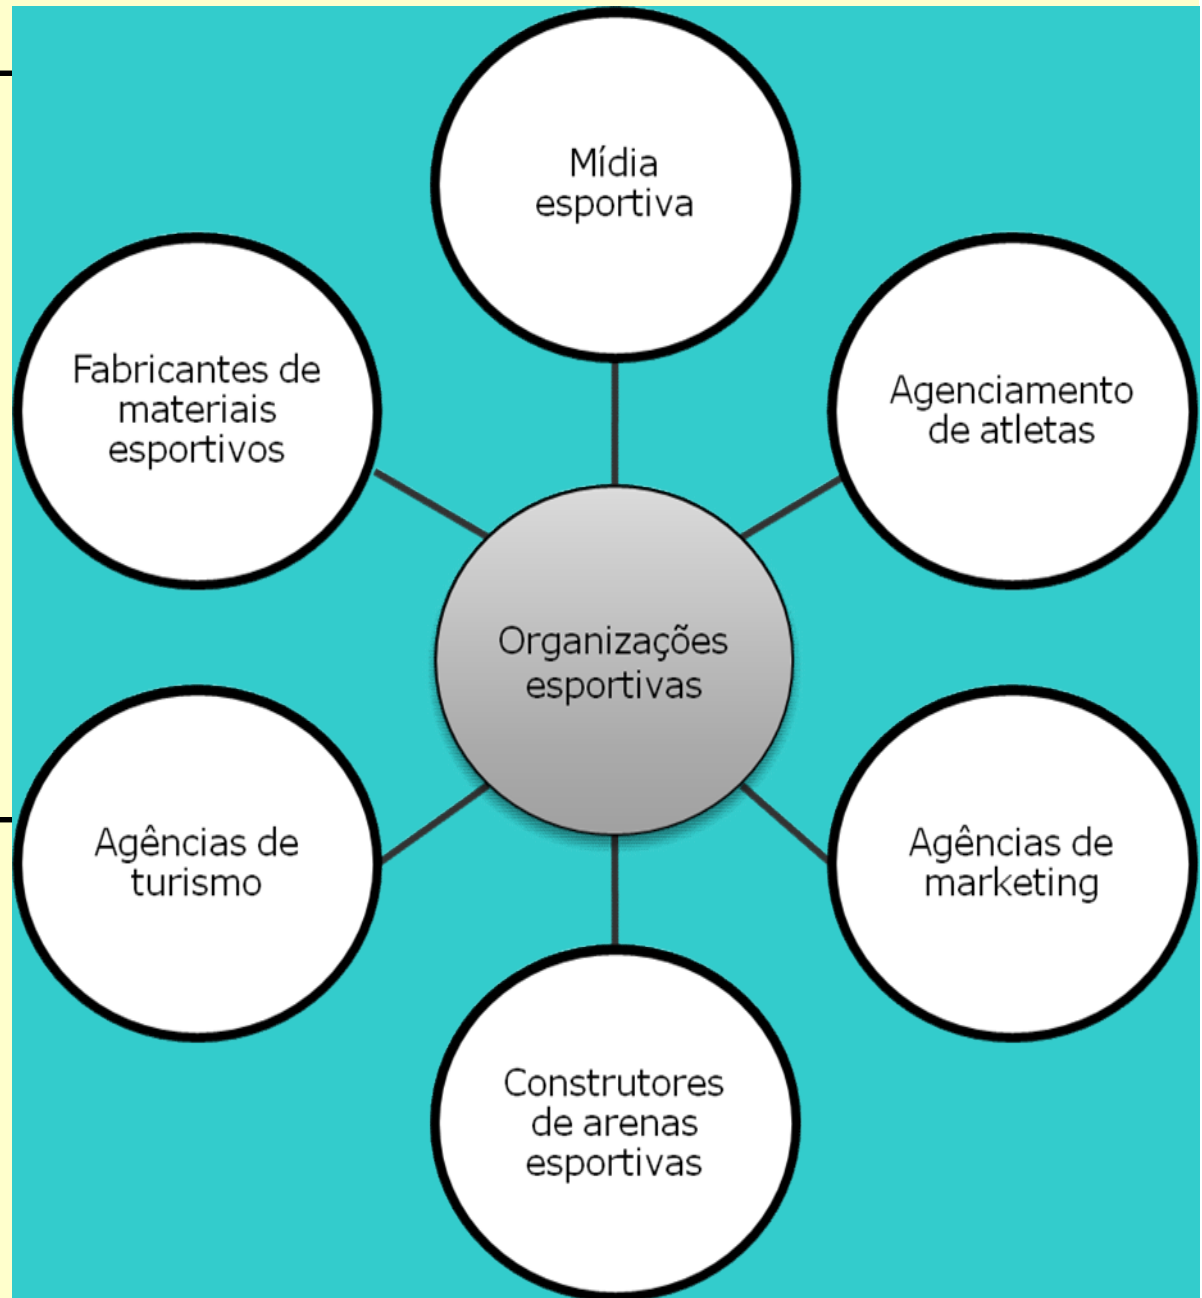 Mídia
esportiva
Fabricantes de
materiais
esportivos
Agenciamento
de atletas
Organizações
esportivas
Agências de
turismo
Agências de
marketing
Construtores
de arenas
esportivas